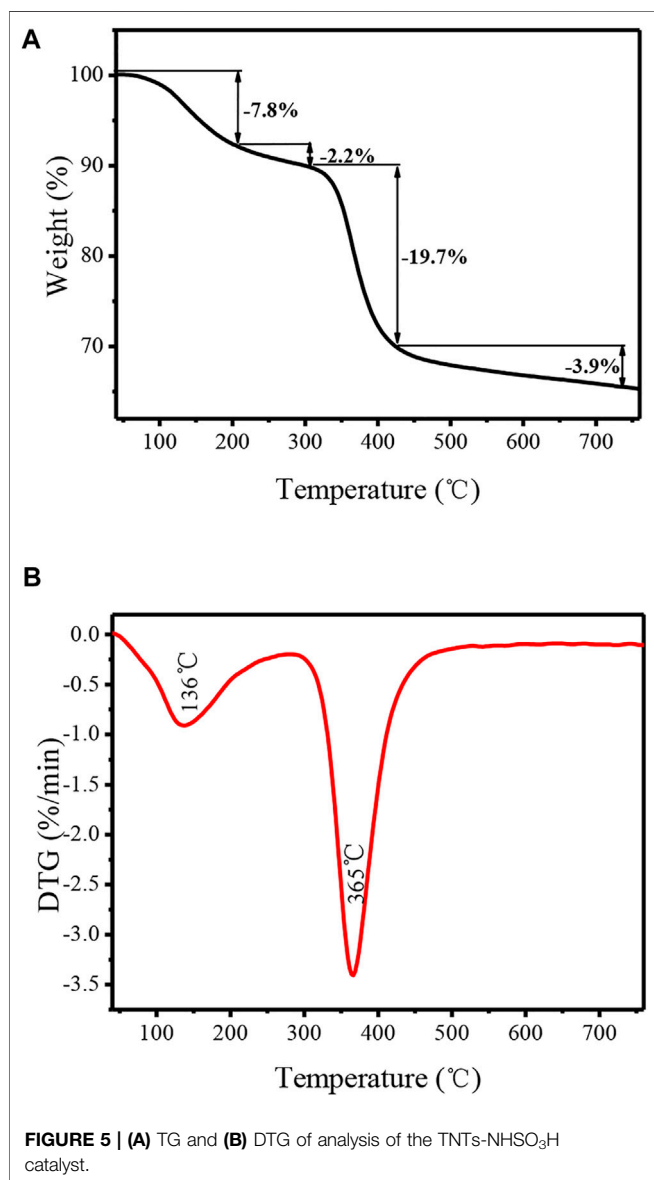 A
100
90
80
70
Weight (%)
-7.8%
-2.2%
-19.7%
-3.9%
100 200 300 400 500 600 700
Temperature (℃)
B
0.0
-0.5
-1.0
-1.5
-2.0
-2.5
-3.0
-3.5
DTG (%/min)
136℃
365℃
100 200 300 400 500 600 700
Temperature (℃)
FIGURE 5 | (A) TG and (B) DTG of analysis of the TNTs-NHSO₃H
catalyst.